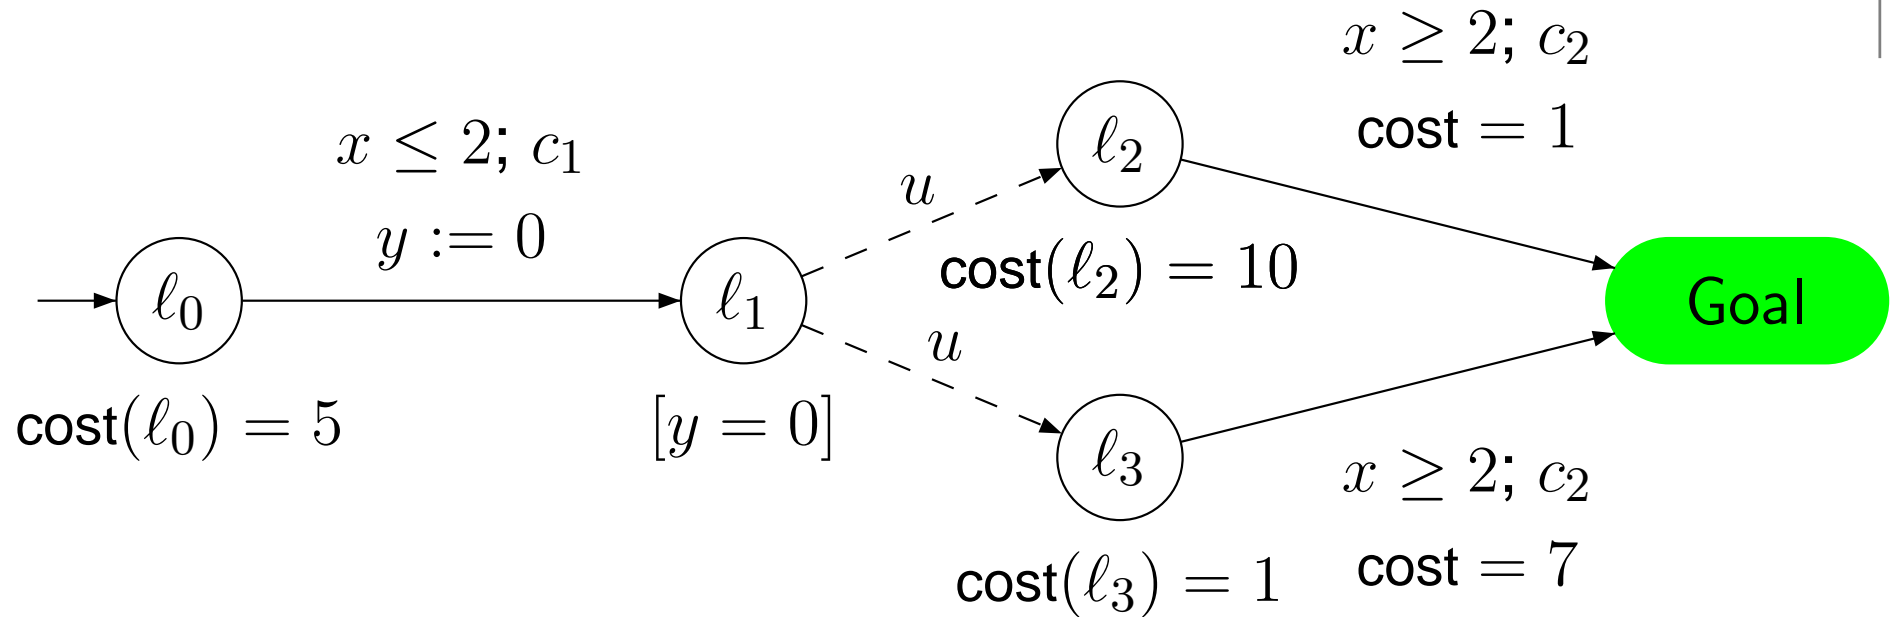 x ≥ 2; c₂
cost = 1
x ≤ 2; c₁
y := 0
ℓ₀
cost(ℓ₀) = 5
ℓ₁
[y = 0]
u
u
ℓ₂
cost(ℓ₂) = 10
ℓ₃
cost(ℓ₃) = 1
Goal
x ≥ 2; c₂
cost = 7